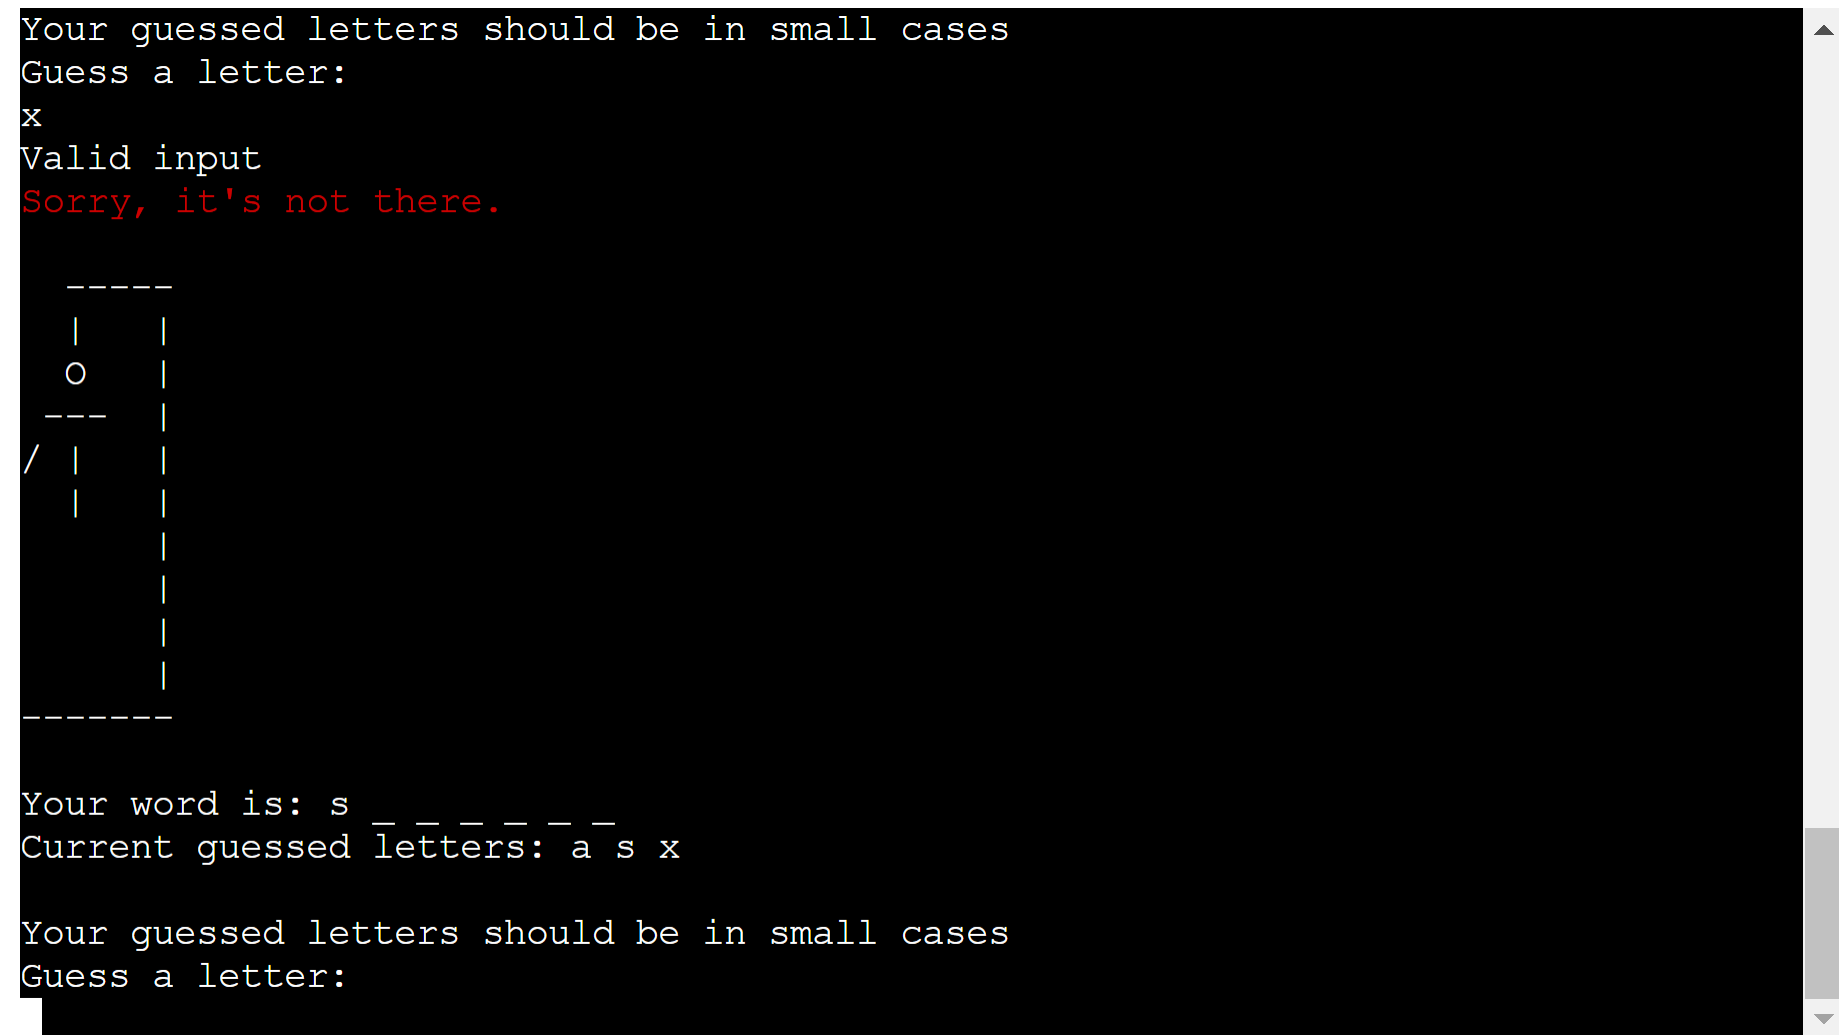 Your guessed letters should be in small cases
Guess a letter:
x
Valid input
Sorry, it's not there.
  -----
  |   |
  O   |
 ---  |
/ |   |
  |   |
      |
      |
      |
      |
-------
Your word is: s _ _ _ _ _ _
Current guessed letters: a s x
Your guessed letters should be in small cases
Guess a letter: